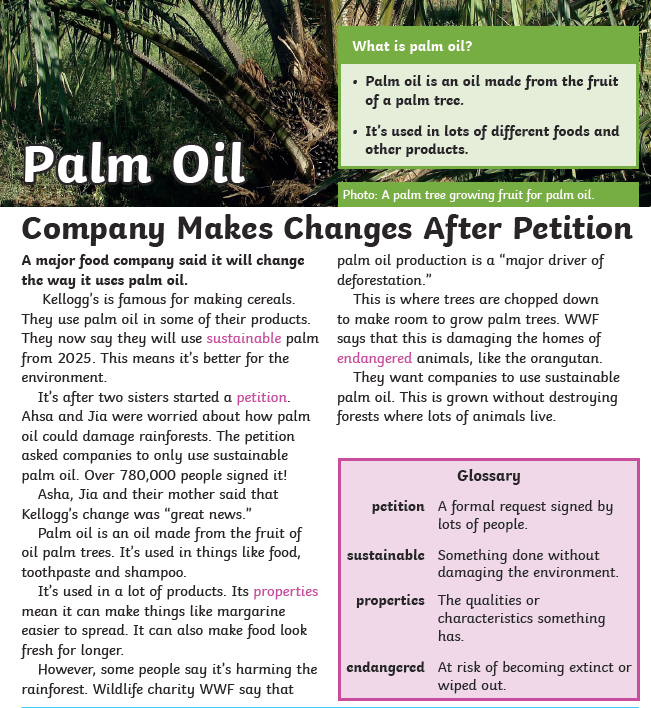 What is palm oil?
• Palm oil is an oil made from the fruit
of a palm tree.
• It's used in lots of different foods and
other products.
Palm Oil
Photo: A palm tree growing fruit for palm oil.
Company Makes Changes After Petition
A major food company said it will change
the way it uses palm oil.
Kellogg's is famous for making cereals.
They use palm oil in some of their products.
They now say they will use sustainable palm
from 2025. This means it's better for the
environment.
It's after two sisters started a petition.
Ahsa and Jia were worried about how palm
oil could damage rainforests. The petition
asked companies to only use sustainable
palm oil. Over 780,000 people signed it!
Asha, Jia and their mother said that
Kellogg's change was “great news.”
Palm oil is an oil made from the fruit of
oil palm trees. It's used in things like food,
toothpaste and shampoo.
It's used in a lot of products. Its properties
mean it can make things like margarine
easier to spread. It can also make food look
fresh for longer.
However, some people say it's harming the
rainforest. Wildlife charity WWF say that
palm oil production is a “major driver of
deforestation.”
This is where trees are chopped down
to make room to grow palm trees. WWF
says that this is damaging the homes of
endangered animals, like the orangutan.
They want companies to use sustainable
palm oil. This is grown without destroying
forests where lots of animals live.
Glossary
petition A formal request signed by
lots of people.
sustainable Something done without
damaging the environment.
properties The qualities or
characteristics something
has.
endangered At risk of becoming extinct or
wiped out.